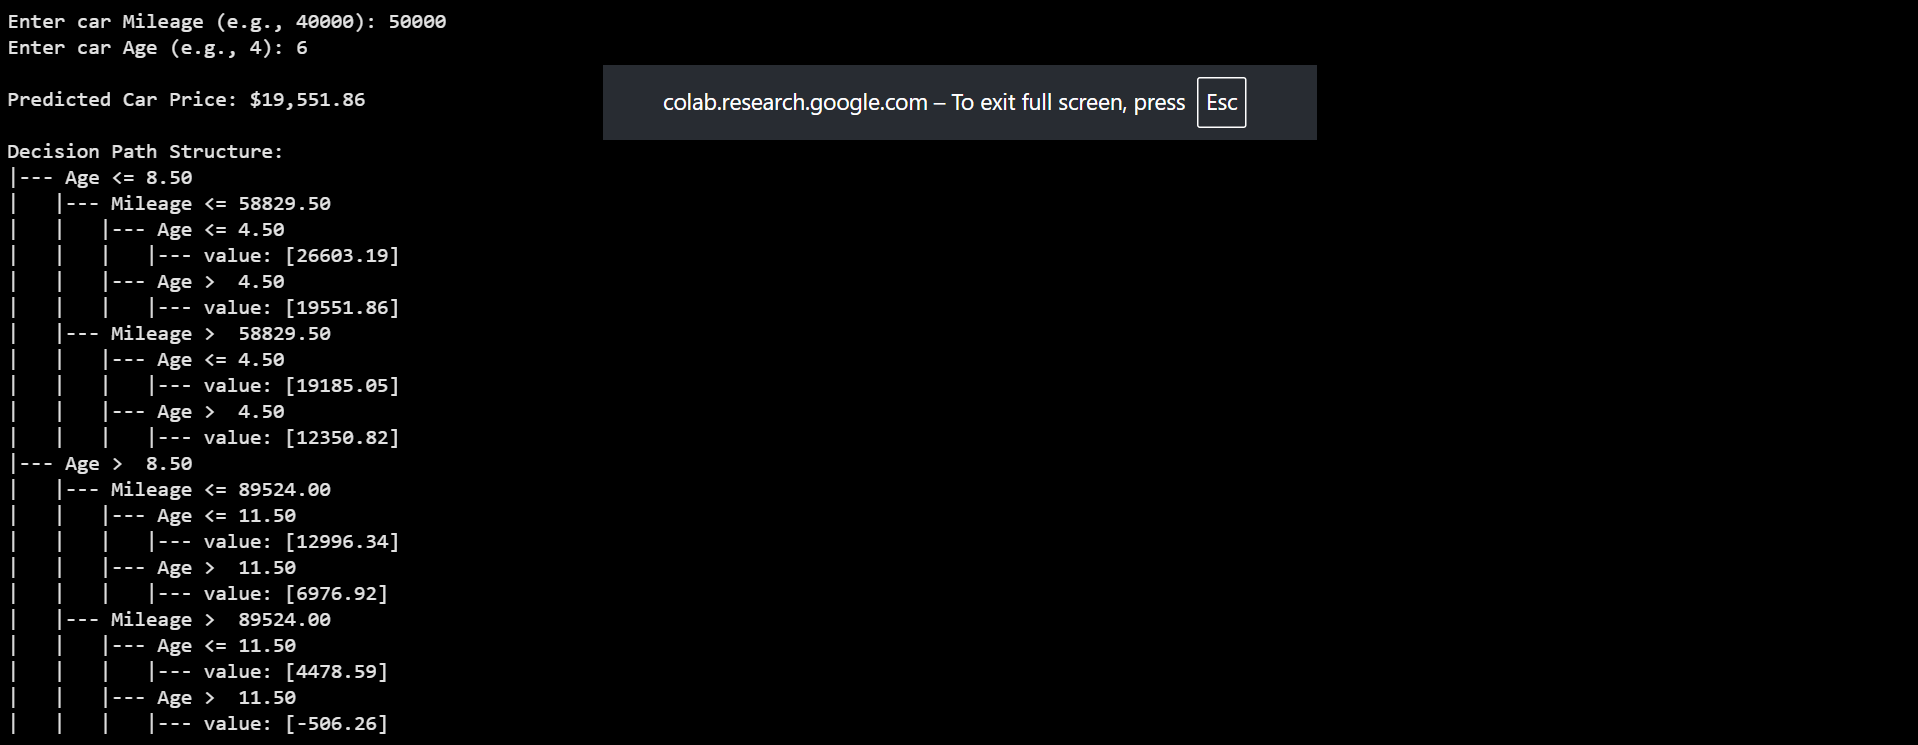 Enter car Mileage (e.g., 40000): 50000
Enter car Age (e.g., 4): 6
colab.research.google.com – To exit full screen, press Esc
Predicted Car Price: $19,551.86
Decision Path Structure:
|--- Age <= 8.50
|   |--- Mileage <= 58829.50
|   |   |--- Age <= 4.50
|   |   |   |--- value: [26603.19]
|   |   |--- Age >  4.50
|   |   |   |--- value: [19551.86]
|   |--- Mileage >  58829.50
|   |   |--- Age <= 4.50
|   |   |   |--- value: [19185.05]
|   |   |--- Age >  4.50
|   |   |   |--- value: [12350.82]
|--- Age >  8.50
|   |--- Mileage <= 89524.00
|   |   |--- Age <= 11.50
|   |   |   |--- value: [12996.34]
|   |   |--- Age >  11.50
|   |   |   |--- value: [6976.92]
|   |--- Mileage >  89524.00
|   |   |--- Age <= 11.50
|   |   |   |--- value: [4478.59]
|   |   |--- Age >  11.50
|   |   |   |--- value: [-506.26]